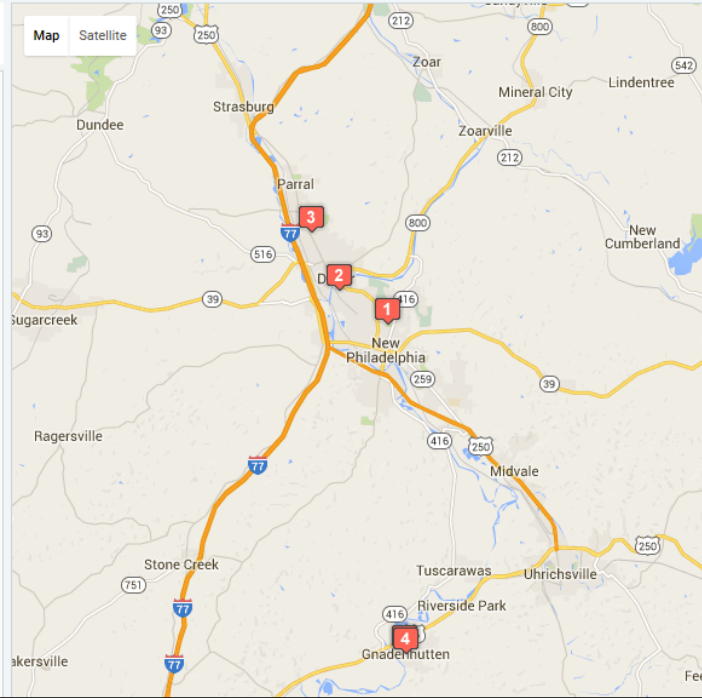 250
212
93
250
800
Map Satellite
Zoar
542
Lindentree
Mineral City
Strasburg
Dundee
Zoarville
212
Parral
3
800
93
77
New
Cumberland
516
2
39
1
416
Sugarcreek
New
Philadelphia
259
39
Ragersville
416
250
77
Midvale
250
Stone Creek
Tuscarawas
Uhrichsville
751
77
Riverside Park
416
4
Gnadenhutten
77